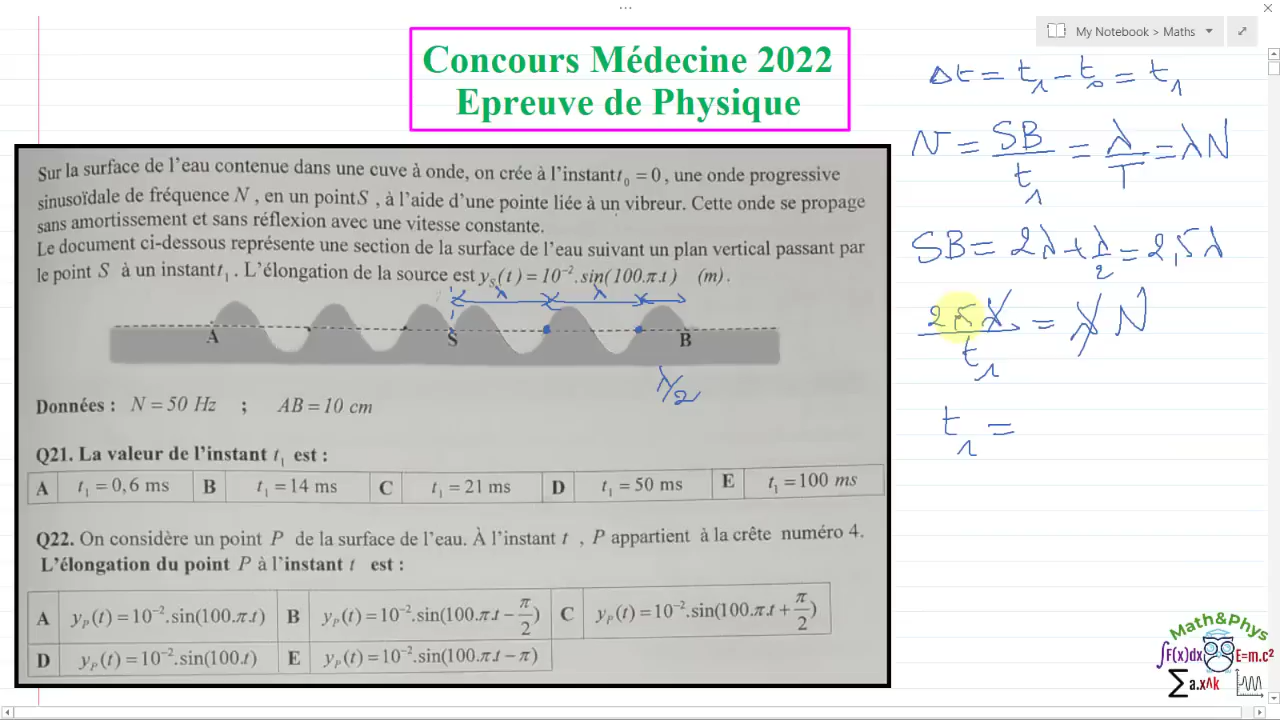 My Notebook > Maths
Concours Médecine 2022
Epreuve de Physique
Sur la surface de l'eau contenue dans une cuve à onde, on crée à l'instant t₀ = 0, une onde progressive
sinusoïdale de fréquence N, en un point S, à l'aide d'une pointe liée à un vibreur. Cette onde se propage
sans amortissement et sans réflexion avec une vitesse constante.
Le document ci-dessous représente une section de la surface de l'eau suivant un plan vertical passant par
le point S à un instant t₁. L'élongation de la source est yₛ(t) = 10⁻².sin(100.π.t) (m).
λ λ
A S B
λ/2
Données : N = 50 Hz ; AB = 10 cm
Q21. La valeur de l'instant t₁ est :
A t₁ = 0,6 ms B t₁ = 14 ms C t₁ = 21 ms D t₁ = 50 ms E t₁ = 100 ms
Q22. On considère un point P de la surface de l'eau. À l'instant t, P appartient à la crête numéro 4.
L'élongation du point P à l'instant t est :
A y_P(t) = 10⁻².sin(100.π.t) B y_P(t) = 10⁻².sin(100.π.t − π/2) C y_P(t) = 10⁻².sin(100.π.t + π/2)
D y_P(t) = 10⁻².sin(100.t) E y_P(t) = 10⁻².sin(100.π.t − π)
Δt = t₁ − t₀ = t₁
N = SB/t₁ = λ/T = λN
SB = 2λ + λ/2 = 2,5λ
2,5λ/t₁ = λN
t₁ =
Math&Phys
∫F(x)dx E=m.c²
∑ a.x^k